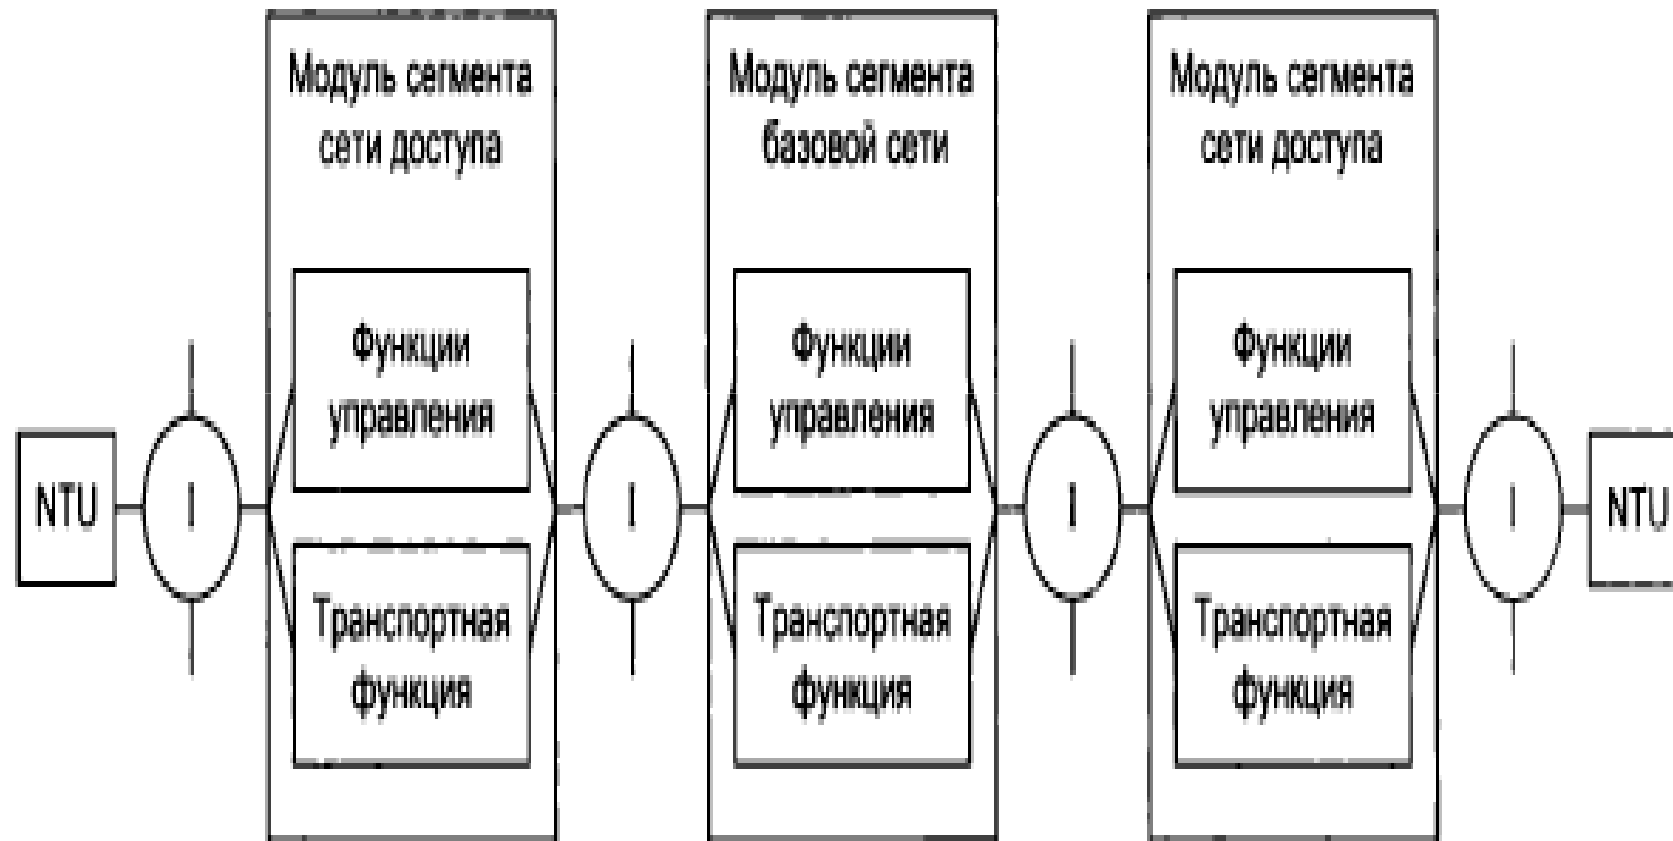 Модуль сегмента
сети доступа
Модуль сегмента
базовой сети
Модуль сегмента
сети доступа
Функции
управления
Функции
управления
Функции
управления
NTU
I
I
I
I
NTU
Транспортная
функция
Транспортная
функция
Транспортная
функция